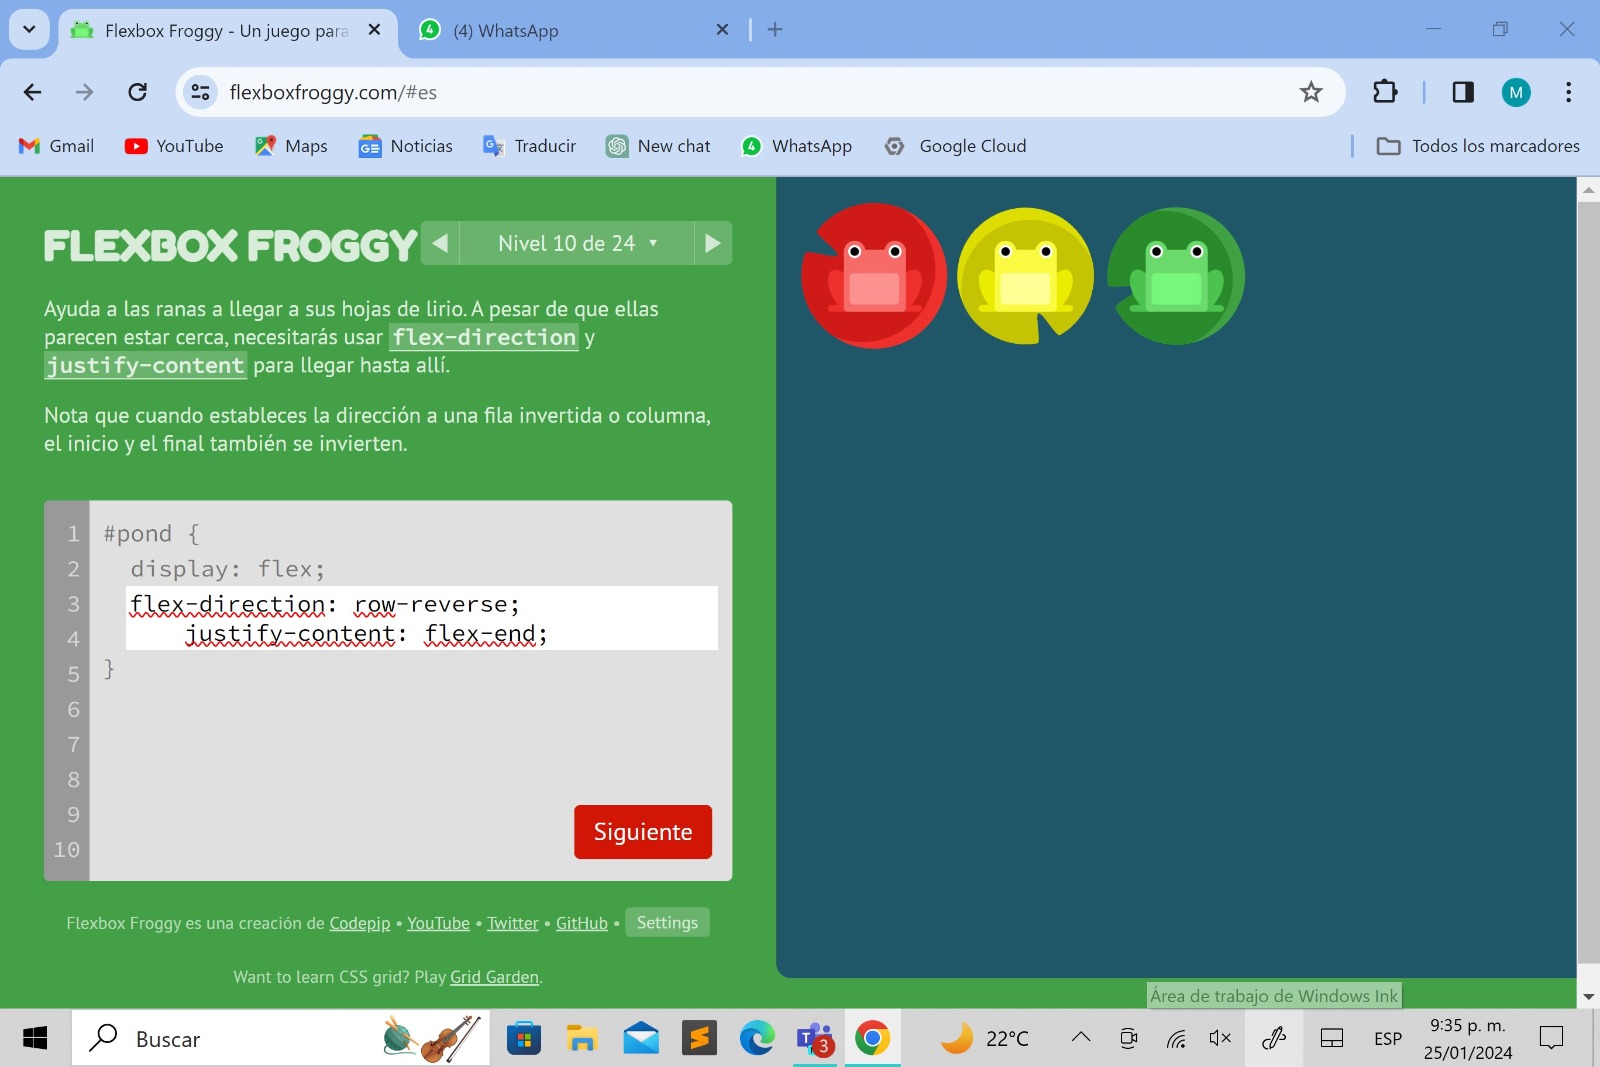 Flexbox Froggy - Un juego para
4 (4) WhatsApp
flexboxfroggy.com/#es
M
Gmail YouTube Maps Noticias Traducir New chat 4 WhatsApp Google Cloud Todos los marcadores
FLEXBOX FROGGY
Nivel 10 de 24
Ayuda a las ranas a llegar a sus hojas de lirio. A pesar de que ellas
parecen estar cerca, necesitarás usar flex-direction y
justify-content para llegar hasta allí.
Nota que cuando estableces la dirección a una fila invertida o columna,
el inicio y el final también se invierten.
1 #pond {
2 display: flex;
3 flex-direction: row-reverse;
4 justify-content: flex-end;
5 }
6
7
8
9
10
Siguiente
Flexbox Froggy es una creación de Codepip • YouTube • Twitter • GitHub • Settings
Want to learn CSS grid? Play Grid Garden.
Área de trabajo de Windows Ink
Buscar
3
22°C
ESP
9:35 p. m.
25/01/2024